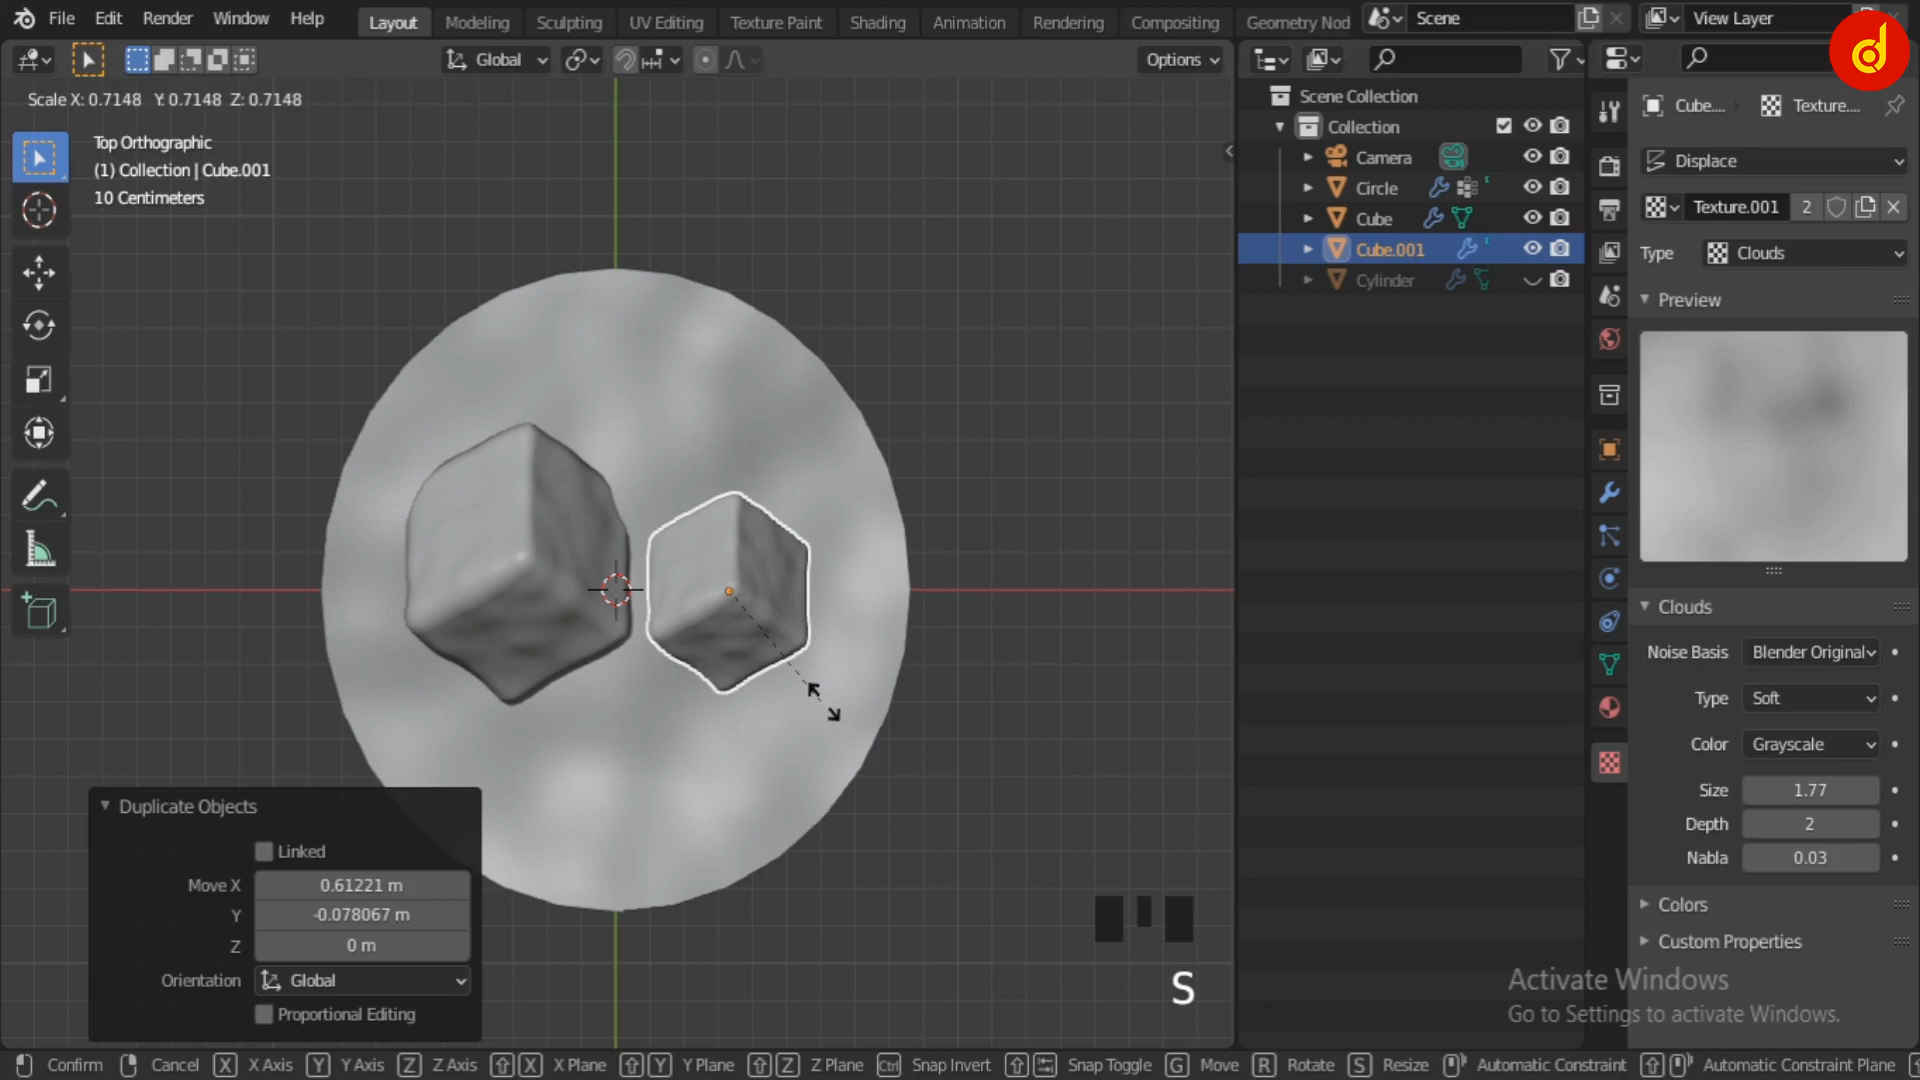 File Edit Render Window Help
Layout Modeling Sculpting UV Editing Texture Paint Shading Animation Rendering Compositing Geometry Nod
Scene
View Layer
Global
Options
Scale X: 0.7148 Y: 0.7148 Z: 0.7148
Top Orthographic
(1) Collection | Cube.001
10 Centimeters
Scene Collection
Collection
Camera
Circle
Cube
Cube.001
Cylinder
Cube.... Texture....
Displace
Texture.001 2
Type Clouds
Preview
Clouds
Noise Basis Blender Original
Type Soft
Color Grayscale
Size 1.77
Depth 2
Nabla 0.03
Colors
Custom Properties
Duplicate Objects
Linked
Move X 0.61221 m
Y -0.078067 m
Z 0 m
Orientation Global
Proportional Editing
S
Activate Windows
Go to Settings to activate Windows.
Confirm Cancel X X Axis Y Y Axis Z Z Axis X X Plane Y Y Plane Z Z Plane Ctrl Snap Invert Snap Toggle G Move R Rotate S Resize Automatic Constraint Automatic Constraint Plane